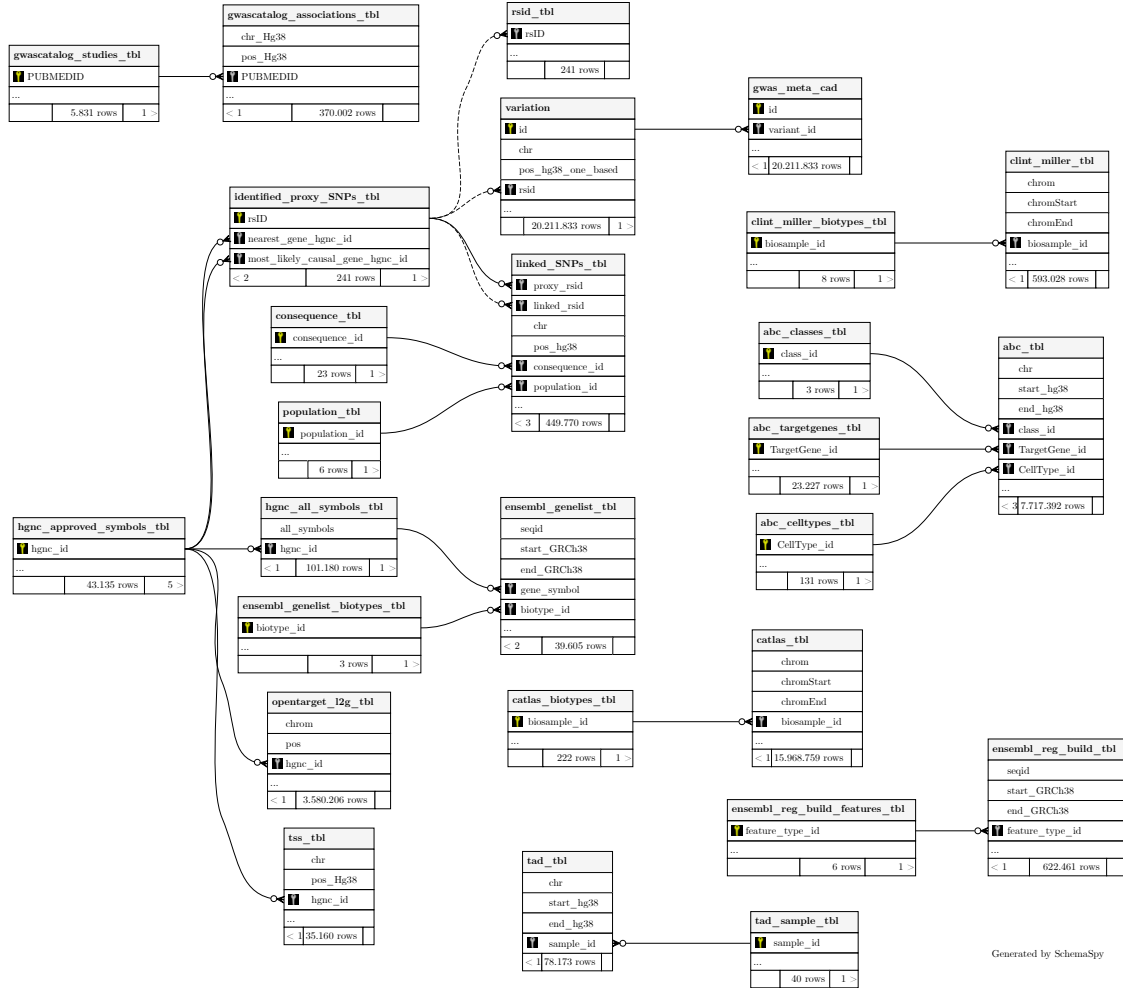 gwascatalog_studies_tbl
PUBMEDID
...
5.831 rows 1 >
gwascatalog_associations_tbl
chr_Hg38
pos_Hg38
PUBMEDID
...
< 1 370.002 rows
rsid_tbl
rsID
...
241 rows
variation
id
chr
pos_hg38_one_based
rsid
...
20.211.833 rows 1 >
gwas_meta_cad
id
variant_id
...
< 1 20.211.833 rows
clint_miller_tbl
chrom
chromStart
chromEnd
biosample_id
...
< 1 593.028 rows
clint_miller_biotypes_tbl
biosample_id
...
8 rows 1 >
identified_proxy_SNPs_tbl
rsID
nearest_gene_hgnc_id
most_likely_causal_gene_hgnc_id
< 2 241 rows 1 >
linked_SNPs_tbl
proxy_rsid
linked_rsid
chr
pos_hg38
consequence_id
population_id
...
< 3 449.770 rows
consequence_tbl
consequence_id
...
23 rows 1 >
population_tbl
population_id
...
6 rows 1 >
abc_classes_tbl
class_id
...
3 rows 1 >
abc_tbl
chr
start_hg38
end_hg38
class_id
TargetGene_id
CellType_id
...
< 3 7.717.392 rows
abc_targetgenes_tbl
TargetGene_id
...
23.227 rows 1 >
abc_celltypes_tbl
CellType_id
...
131 rows 1 >
hgnc_approved_symbols_tbl
hgnc_id
...
43.135 rows 5 >
hgnc_all_symbols_tbl
all_symbols
hgnc_id
< 1 101.180 rows 1 >
ensembl_genelist_tbl
seqid
start_GRCh38
end_GRCh38
gene_symbol
biotype_id
...
< 2 39.605 rows
ensembl_genelist_biotypes_tbl
biotype_id
...
3 rows 1 >
catlas_tbl
chrom
chromStart
chromEnd
biosample_id
...
< 1 15.968.759 rows
catlas_biotypes_tbl
biosample_id
...
222 rows 1 >
opentarget_l2g_tbl
chrom
pos
hgnc_id
...
< 1 3.580.206 rows
ensembl_reg_build_tbl
seqid
start_GRCh38
end_GRCh38
feature_type_id
...
< 1 622.461 rows
ensembl_reg_build_features_tbl
feature_type_id
...
6 rows 1 >
tss_tbl
chr
pos_Hg38
hgnc_id
...
< 1 35.160 rows
tad_tbl
chr
start_hg38
end_hg38
sample_id
< 1 78.173 rows
tad_sample_tbl
sample_id
...
40 rows 1 >
Generated by SchemaSpy